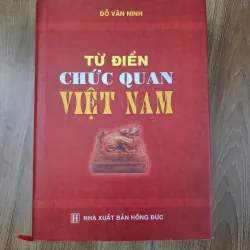 ĐỖ VĂN NINH
TỪ ĐIỂN
CHỨC QUAN
VIỆT NAM
NHÀ XUẤT BẢN HỒNG ĐỨC